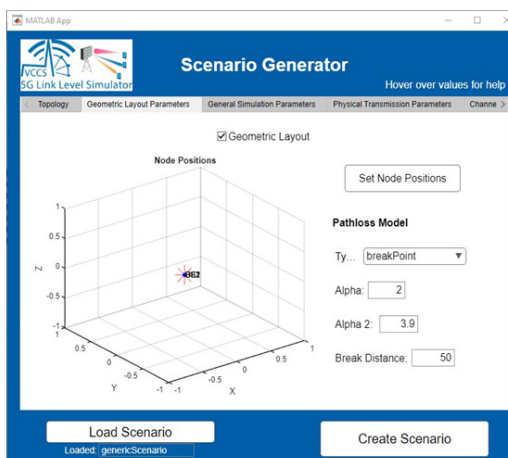 MATLAB App
VCCS
5G Link Level Simulator
Scenario Generator
Hover over values for help
Topology
Geometric Layout Parameters
General Simulation Parameters
Physical Transmission Parameters
Channe
Geometric Layout
Node Positions
Set Node Positions
Pathloss Model
Ty... breakPoint
Alpha: 2
Alpha 2: 3.9
Break Distance: 50
1
0.5
0
-0.5
-1
Z
1
0.5
0
-0.5
-1
Y
-1
-0.5
0
0.5
1
X
Load Scenario
Loaded: genericScenario
Create Scenario